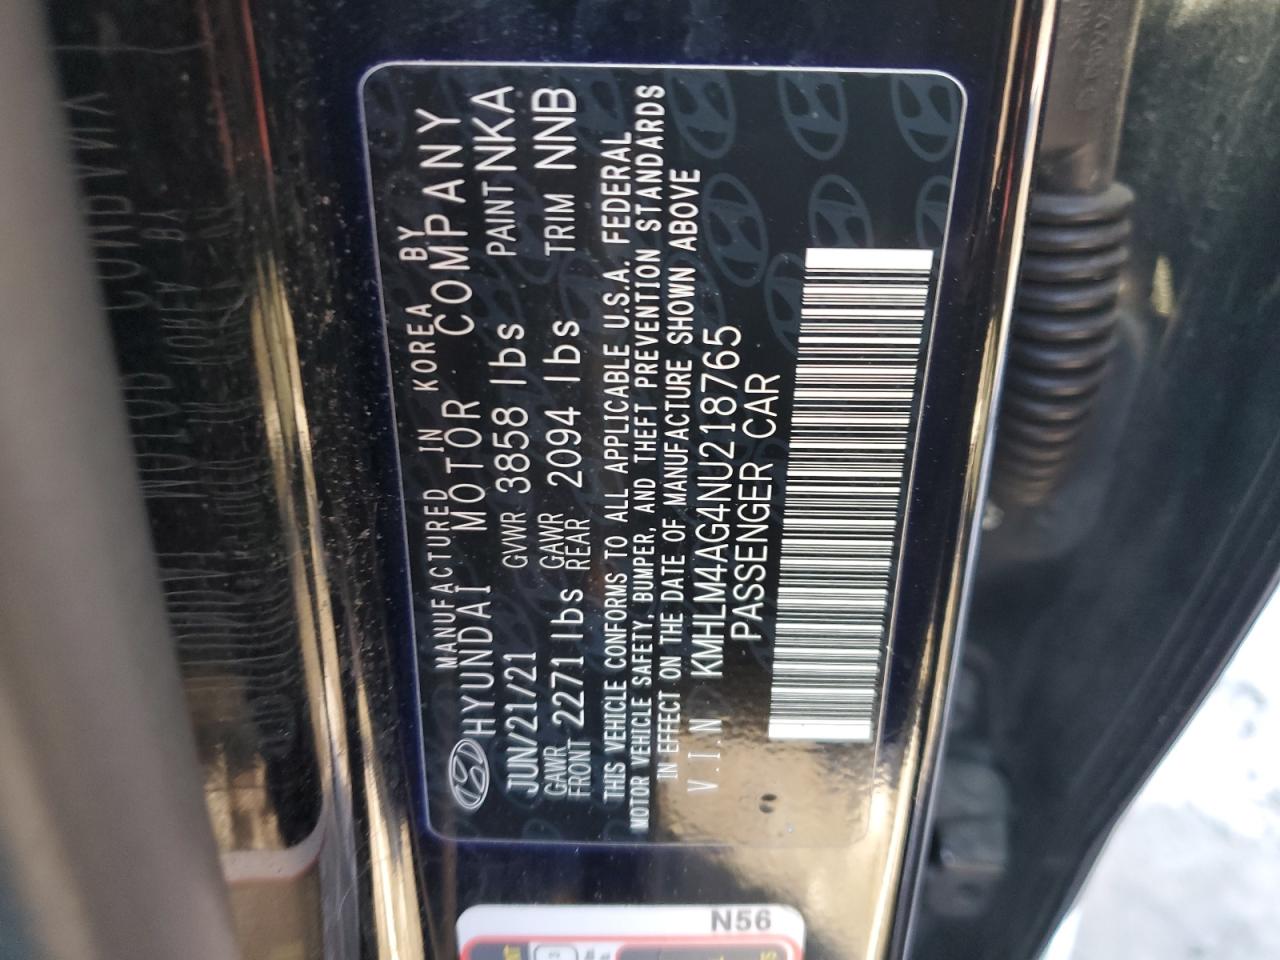 MANUFACTURED IN KOREA BY
HYUNDAI MOTOR COMPANY
JUN/21/21 GVWR 3858 lbs PAINT NKA
GAWR FRONT 2271 lbs GAWR REAR 2094 lbs TRIM NNB
THIS VEHICLE CONFORMS TO ALL APPLICABLE U.S.A. FEDERAL
MOTOR VEHICLE SAFETY, BUMPER, AND THEFT PREVENTION STANDARDS
IN EFFECT ON THE DATE OF MANUFACTURE SHOWN ABOVE
V.I.N KMHLM4AG4NU218765
PASSENGER CAR
N56